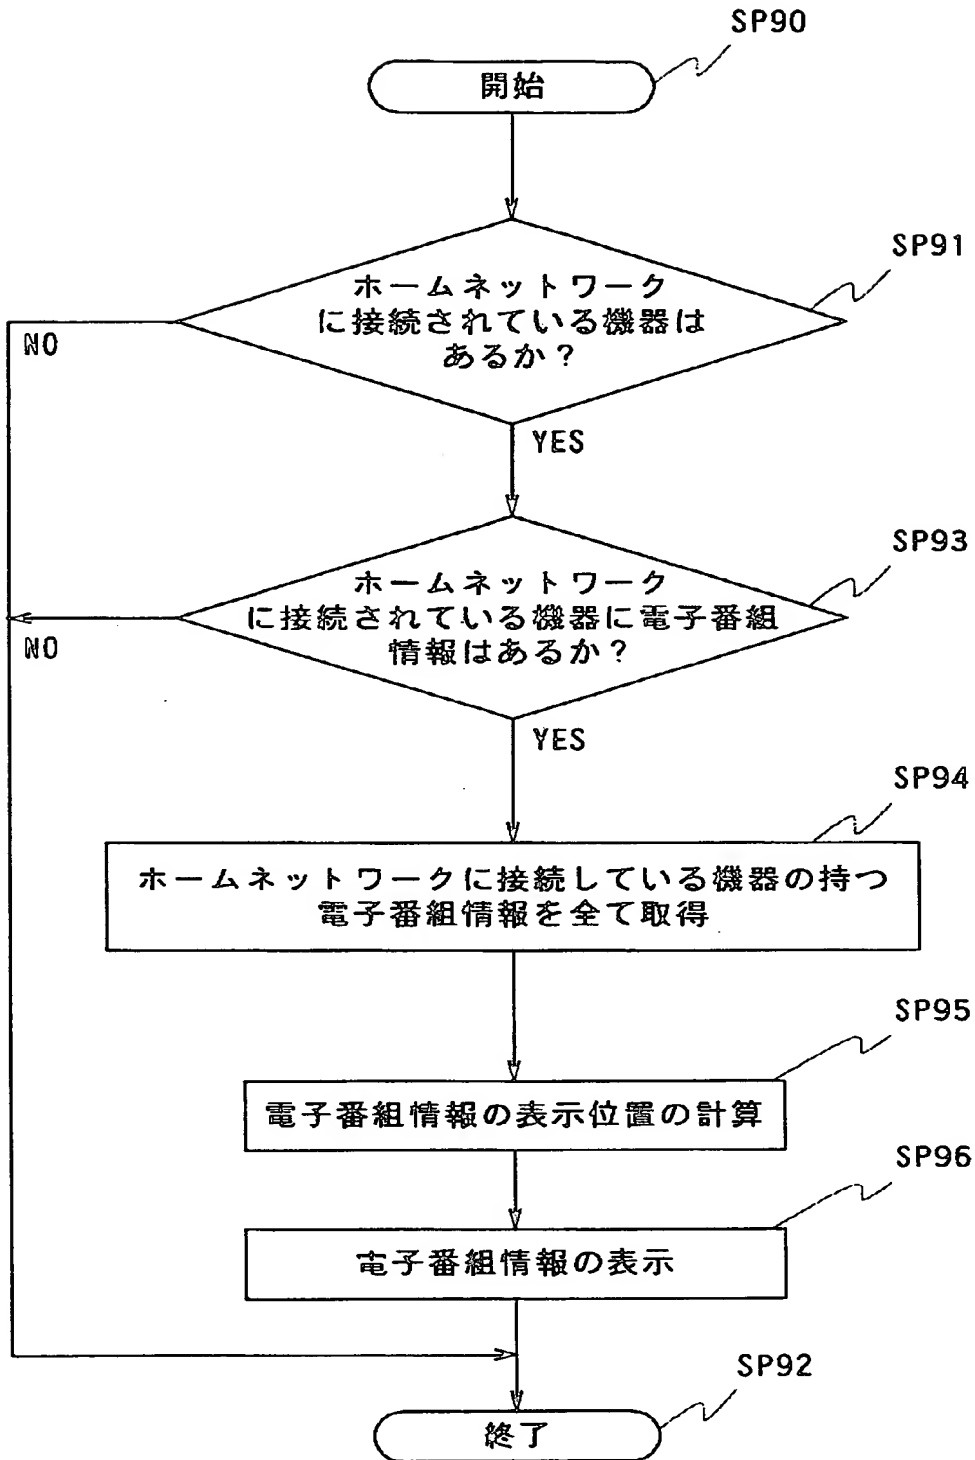 SP90
開始
SP91
ホームネットワーク
に接続されている機器は
あるか？
NO
YES
SP93
ホームネットワーク
に接続されている機器に電子番組
情報はあるか？
NO
YES
SP94
ホームネットワークに接続している機器の持つ
電子番組情報を全て取得
SP95
電子番組情報の表示位置の計算
SP96
電子番組情報の表示
SP92
終了